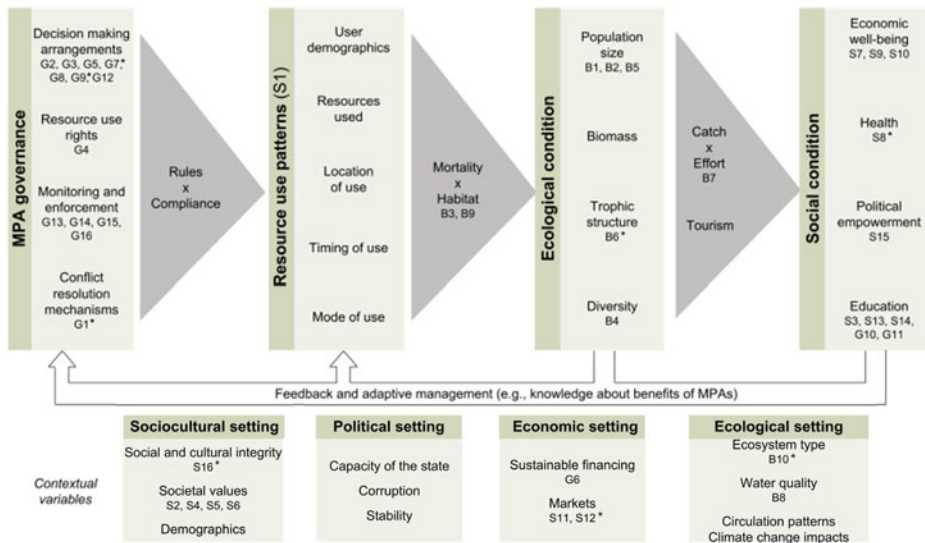 MPA governance
Decision making
arrangements
G2, G3, G5, G7,*
G8, G9,* G12
Resource use
rights
G4
Monitoring and
enforcement
G13, G14, G15,
G16
Conflict
resolution
mechanisms
G1*
Rules
x
Compliance
Resource use patterns (S1)
User
demographics
Resources
used
Location
of use
Timing of use
Mode of use
Mortality
x
Habitat
B3, B9
Ecological condition
Population
size
B1, B2, B5
Biomass
Trophic
structure
B6*
Diversity
B4
Catch
x
Effort
B7
Tourism
Social condition
Economic
well-being
S7, S9, S10
Health
S8*
Political
empowerment
S15
Education
S3, S13, S14,
G10, G11
Feedback and adaptive management (e.g., knowledge about benefits of MPAs)
Contextual
variables
Sociocultural setting
Social and cultural integrity
S16*
Societal values
S2, S4, S5, S6
Demographics
Political setting
Capacity of the state
Corruption
Stability
Economic setting
Sustainable financing
G6
Markets
S11, S12*
Ecological setting
Ecosystem type
B10*
Water quality
B8
Circulation patterns
Climate change impacts